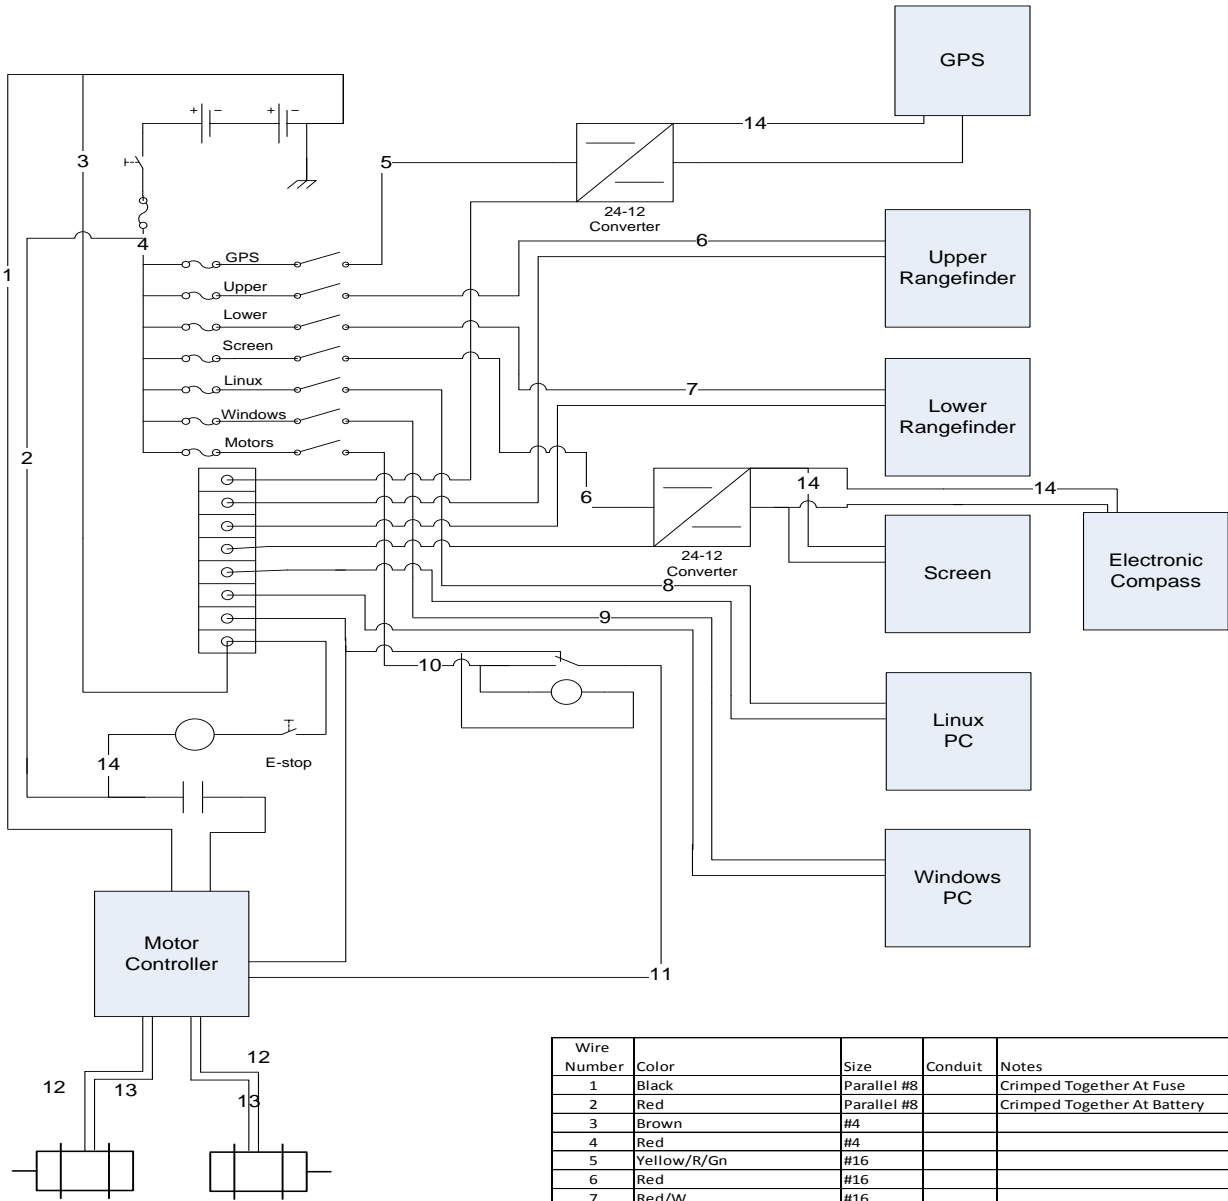 GPS
14
+ - + -
3
5
24-12
Converter
4
GPS
6
Upper
Rangefinder
1
Upper
Lower
Screen
Linux
7
Lower
Rangefinder
Windows
Motors
2
14
14
6
24-12
Converter
Screen
Electronic
Compass
8
9
10
Linux
PC
E-stop
14
Windows
PC
Motor
Controller
11
12
12
13
13
Wire
Number Color Size Conduit Notes
1 Black Parallel #8 Crimped Together At Fuse
2 Red Parallel #8 Crimped Together At Battery
3 Brown #4
4 Red #4
5 Yellow/R/Gn #16
6 Red #16
7 Red/W #16